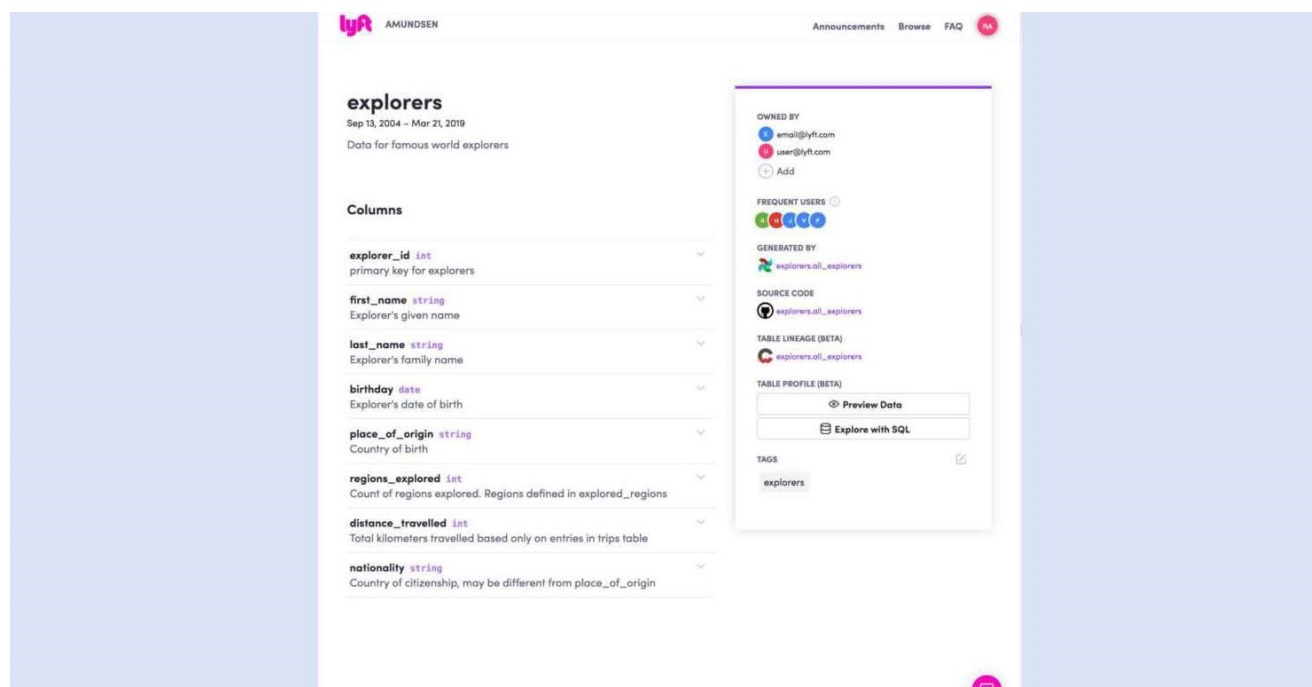 lyft AMUNDSEN
Announcements Browse FAQ RA
explorers
Sep 13, 2004 – Mar 21, 2019
Data for famous world explorers
Columns
explorer_id int
primary key for explorers
first_name string
Explorer's given name
last_name string
Explorer's family name
birthday date
Explorer's date of birth
place_of_origin string
Country of birth
regions_explored int
Count of regions explored. Regions defined in explored_regions
distance_travelled int
Total kilometers travelled based only on entries in trips table
nationality string
Country of citizenship, may be different from place_of_origin
OWNED BY
E email@lyft.com
U user@lyft.com
Add
FREQUENT USERS
GENERATED BY
explorers.all_explorers
SOURCE CODE
explorers.all_explorers
TABLE LINEAGE (BETA)
explorers.all_explorers
TABLE PROFILE (BETA)
Preview Data
Explore with SQL
TAGS
explorers